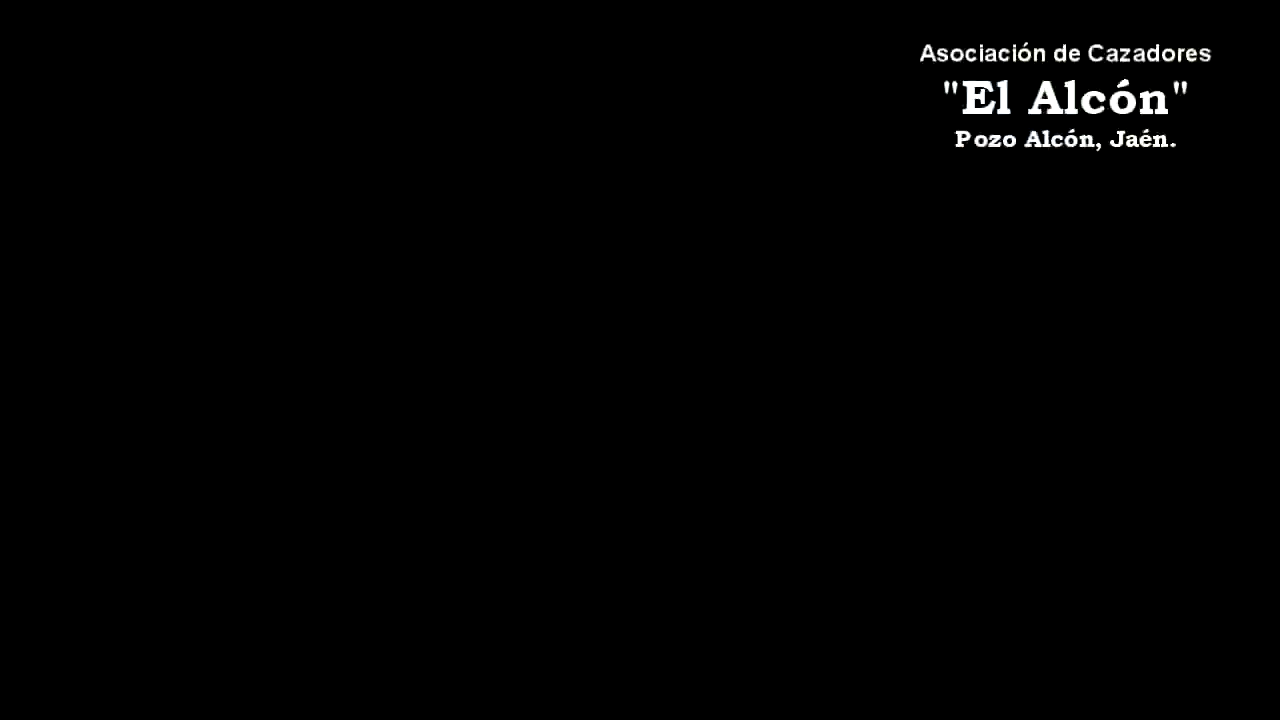 Asociación de Cazadores
"El Alcón"
Pozo Alcón, Jaén.